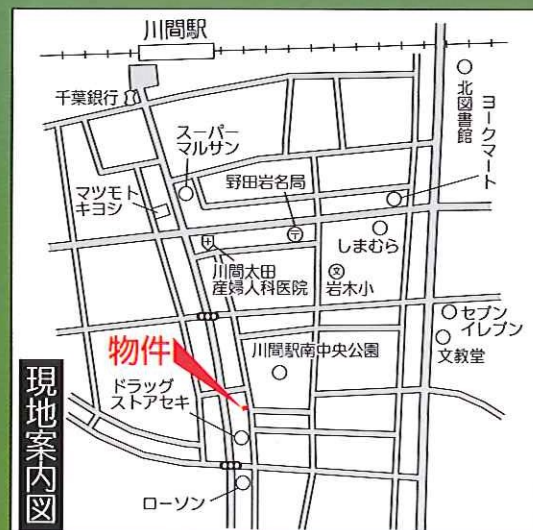 川間駅
千葉銀行
北図書館
ヨークマート
スーパー
マルサン
マツモト
キヨシ
野田岩名局
〒
しまむら
川間太田
産婦人科医院
文
岩木小
セブン
イレブン
文教堂
物件
川間駅南中央公園
ドラッグ
ストアセキ
ローソン
現地案内図